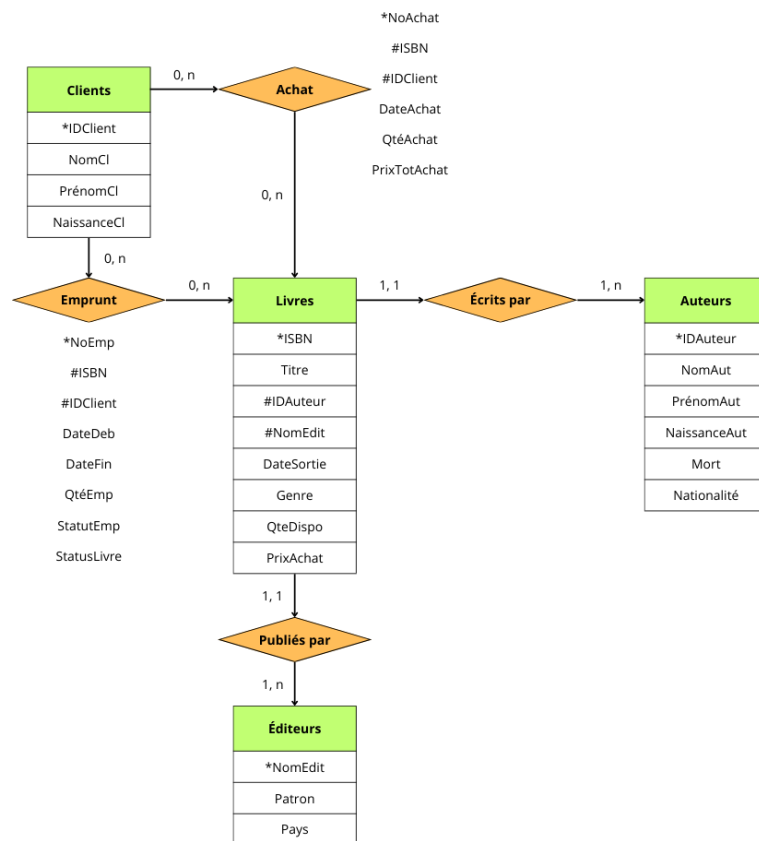 *NoAchat
#ISBN
#IDClient
DateAchat
QtéAchat
PrixTotAchat
0, n
Clients
Achat
*IDClient
NomCl
PrénomCl
NaissanceCl
0, n
0, n
Emprunt
0, n
Livres
1, 1
Écrits par
1, n
Auteurs
*NoEmp
#ISBN
#IDClient
DateDeb
DateFin
QtéEmp
StatutEmp
StatusLivre
*ISBN
Titre
#IDAuteur
#NomEdit
DateSortie
Genre
QteDispo
PrixAchat
*IDAuteur
NomAut
PrénomAut
NaissanceAut
Mort
Nationalité
1, 1
Publiés par
1, n
Éditeurs
*NomEdit
Patron
Pays